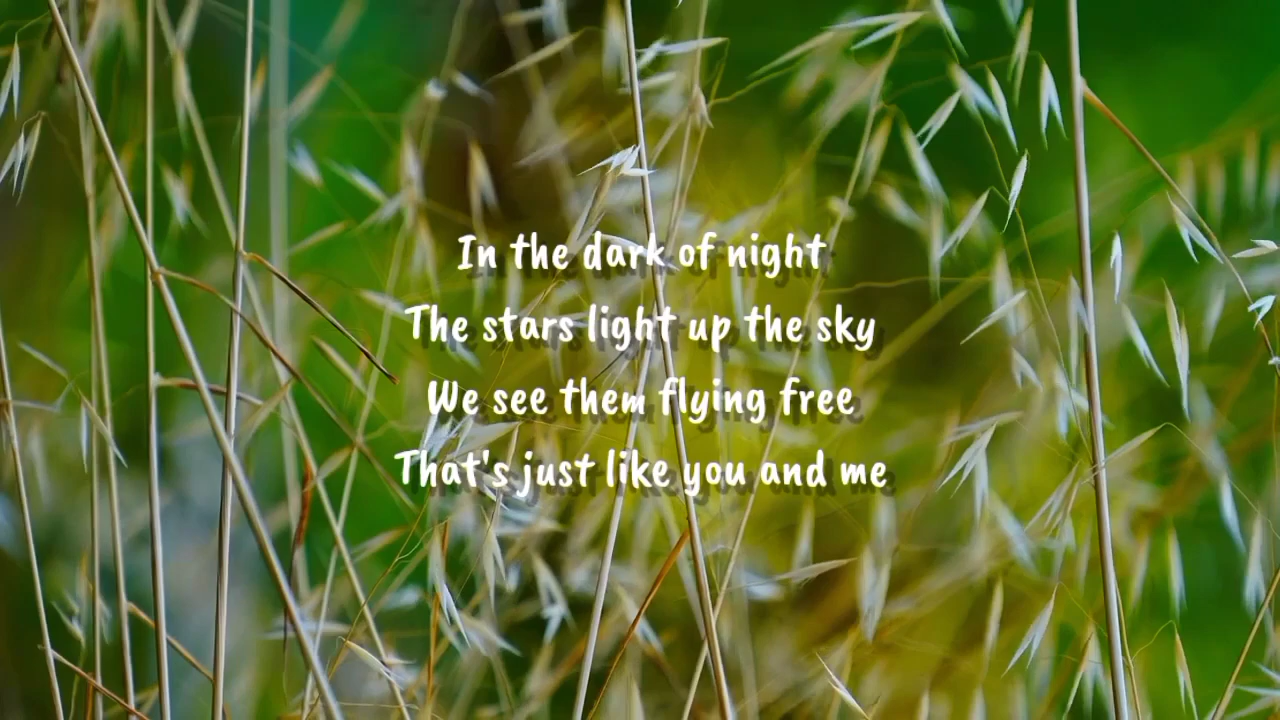 In the dark of night
The stars light up the sky
We see them flying free
That's just like you and me